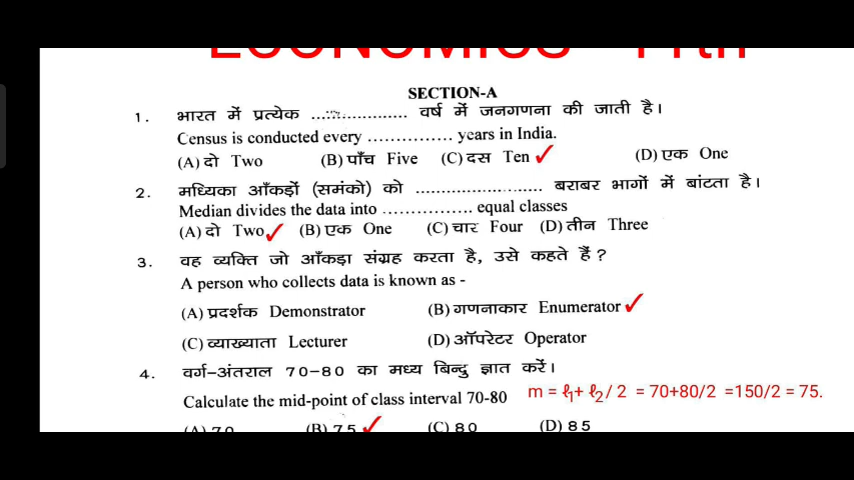 ECONOMICS - 11th
SECTION-A
1. भारत में प्रत्येक ...................... वर्ष में जनगणना की जाती है।
Census is conducted every .............. years in India.
(A) दो Two (B) पाँच Five (C) दस Ten ✓ (D) एक One
2. मध्यिका आँकड़ों (समंको) को ........................ बराबर भागों में बांटता है।
Median divides the data into ............... equal classes
(A) दो Two ✓ (B) एक One (C) चार Four (D) तीन Three
3. वह व्यक्ति जो आँकड़ा संग्रह करता है, उसे कहते हैं ?
A person who collects data is known as -
(A) प्रदर्शक Demonstrator (B) गणनाकार Enumerator ✓
(C) व्याख्याता Lecturer (D) ऑपरेटर Operator
4. वर्ग-अंतराल 70-80 का मध्य बिन्दु ज्ञात करें।
Calculate the mid-point of class interval 70-80 m = ℓ₁+ ℓ₂/ 2 = 70+80/2 =150/2 = 75.
(A) 70 (B) 75 ✓ (C) 80 (D) 85